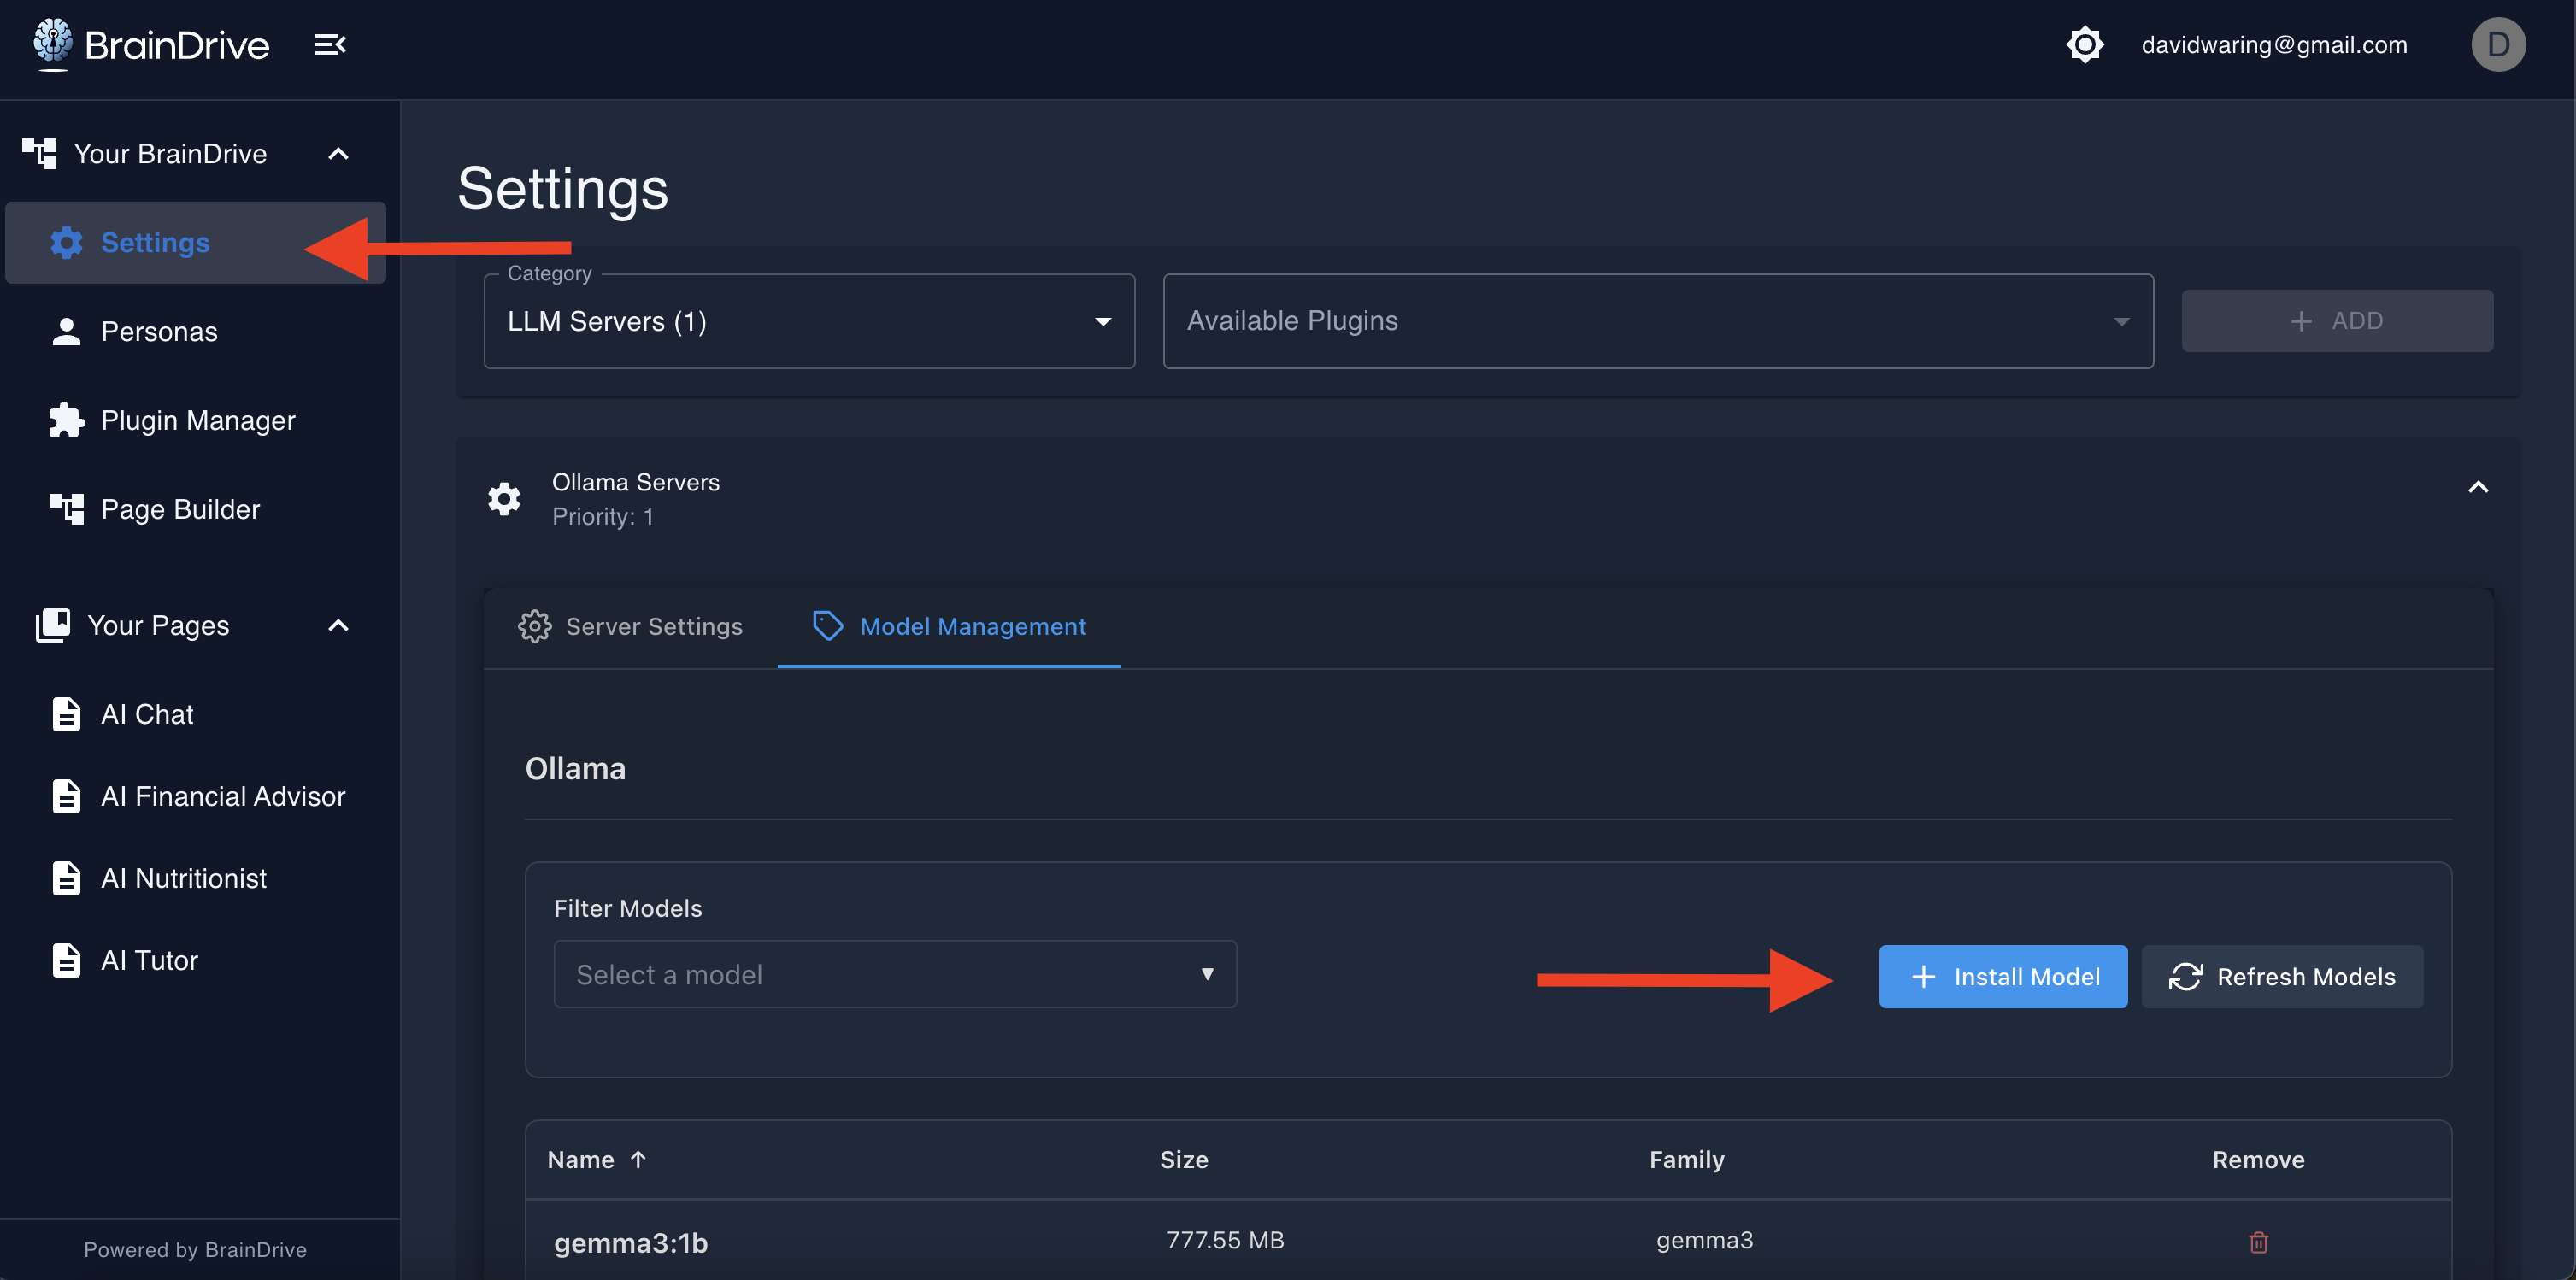 BrainDrive
davidwaring@gmail.com
D
Your BrainDrive
Settings
Personas
Plugin Manager
Page Builder
Your Pages
AI Chat
AI Financial Advisor
AI Nutritionist
AI Tutor
Powered by BrainDrive
Settings
Category
LLM Servers (1)
Available Plugins
+ ADD
Ollama Servers
Priority: 1
Server Settings
Model Management
Ollama
Filter Models
Select a model
+ Install Model
Refresh Models
Name ↑ Size Family Remove
gemma3:1b 777.55 MB gemma3